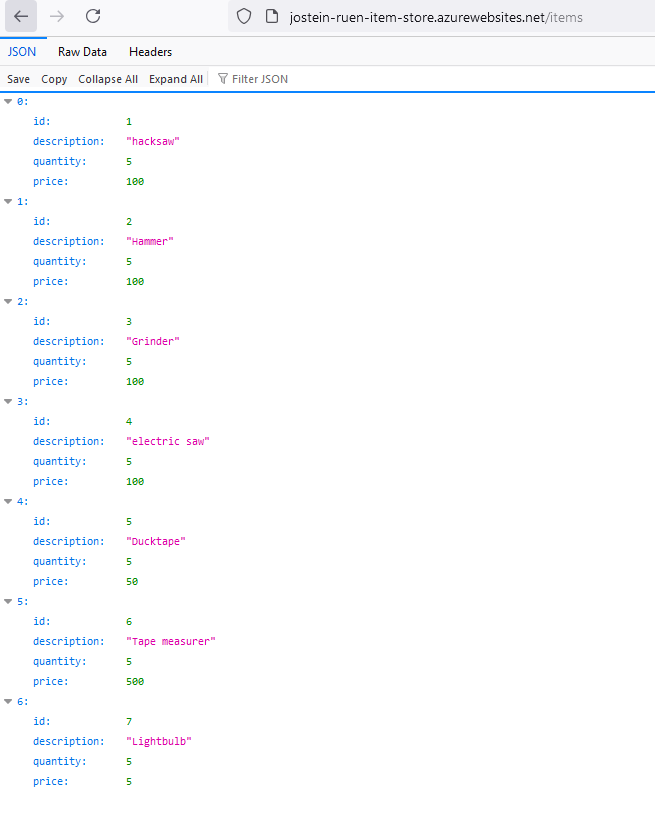 jostein-ruen-item-store.azurewebsites.net/items
JSON Raw Data Headers
Save Copy Collapse All Expand All Filter JSON
0:
id: 1
description: "hacksaw"
quantity: 5
price: 100
1:
id: 2
description: "Hammer"
quantity: 5
price: 100
2:
id: 3
description: "Grinder"
quantity: 5
price: 100
3:
id: 4
description: "electric saw"
quantity: 5
price: 100
4:
id: 5
description: "Ducktape"
quantity: 5
price: 50
5:
id: 6
description: "Tape measurer"
quantity: 5
price: 500
6:
id: 7
description: "Lightbulb"
quantity: 5
price: 5